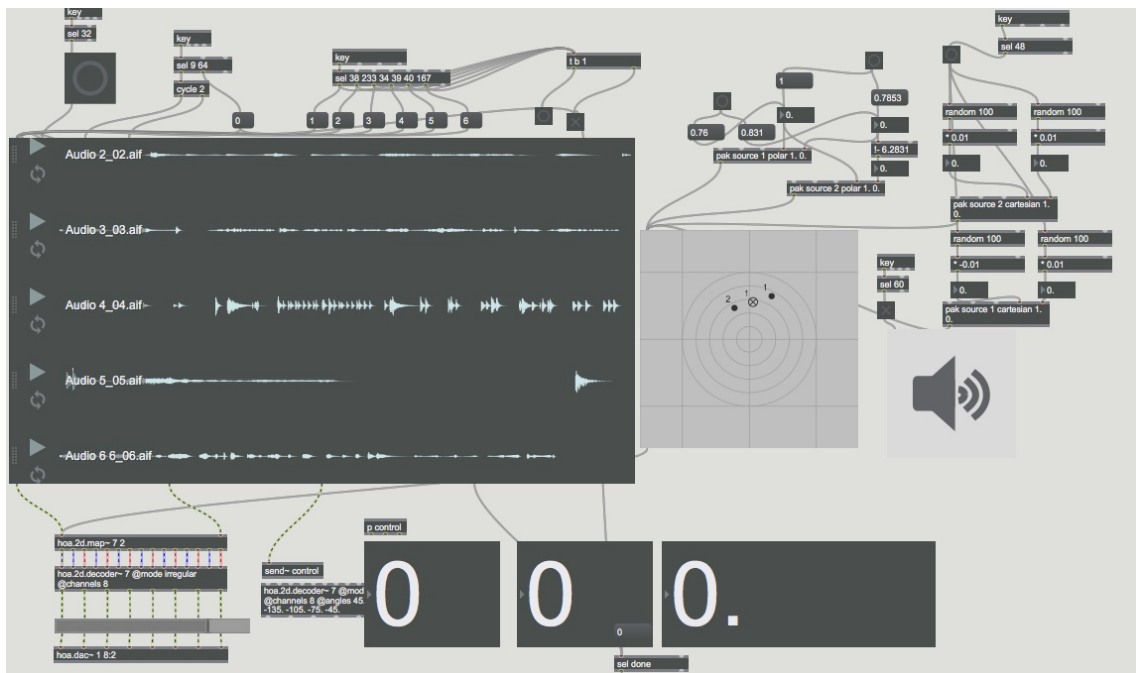 key
sel 32
key
sel 9 64
cycle 2
0
key
sel 38 233 34 39 40 167
1
2
3
4
5
6
t b 1
Audio 2_02.aif
Audio 3_03.aif
Audio 4_04.aif
Audio 5_05.aif
Audio 6 6_06.aif
1
0.7853
0.
0.
0.76
0.831
!- 6.2831
0.
pak source 1 polar 1. 0.
pak source 2 polar 1. 0.
key
sel 48
random 100
random 100
* 0.01
* 0.01
0.
0.
pak source 2 cartesian 1.
0.
random 100
random 100
* -0.01
* 0.01
0.
0.
pak source 1 cartesian 1.
0.
key
sel 60
2
1
1
hoa.2d.map~ 7 2
hoa.2d.decoder~ 7 @mode irregular
@channels 8
hoa.dac~ 1 8:2
send~ control
hoa.2d.decoder~ 7 @mod
@channels 8 @angles 45.
-135. -105. -75. -45.
p control
0
0
0.
0
sel done